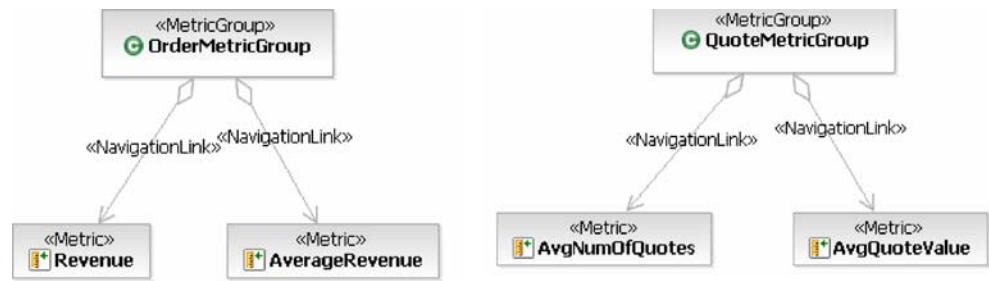 «MetricGroup»
OrderMetricGroup
«NavigationLink»
«NavigationLink»
«Metric»
Revenue
«Metric»
AverageRevenue
«MetricGroup»
QuoteMetricGroup
«NavigationLink»
«NavigationLink»
«Metric»
AvgNumOfQuotes
«Metric»
AvgQuoteValue